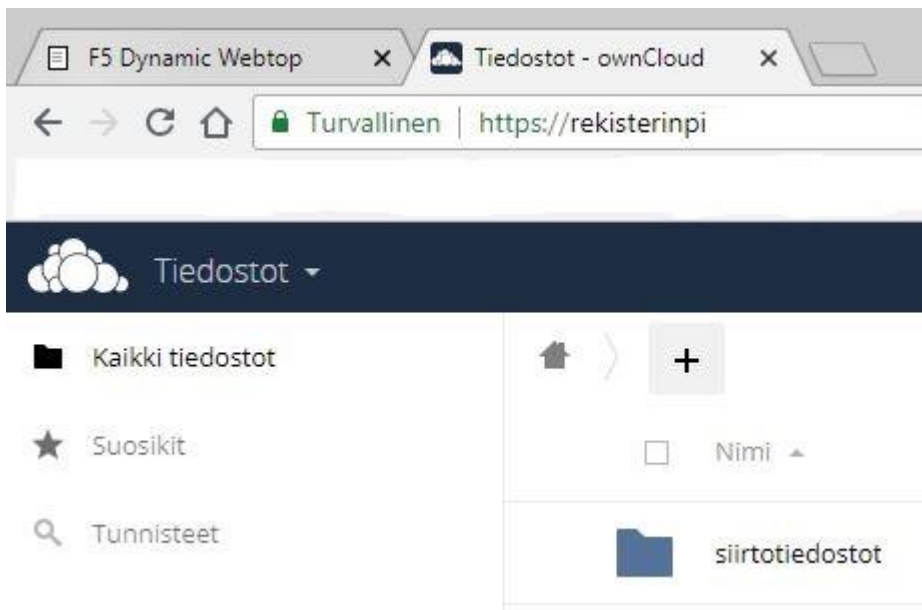 F5 Dynamic Webtop
Tiedostot - ownCloud
Turvallinen | https://rekisterinpi
Tiedostot
Kaikki tiedostot
+
Suosikit
Nimi
Tunnisteet
siirtotiedostot